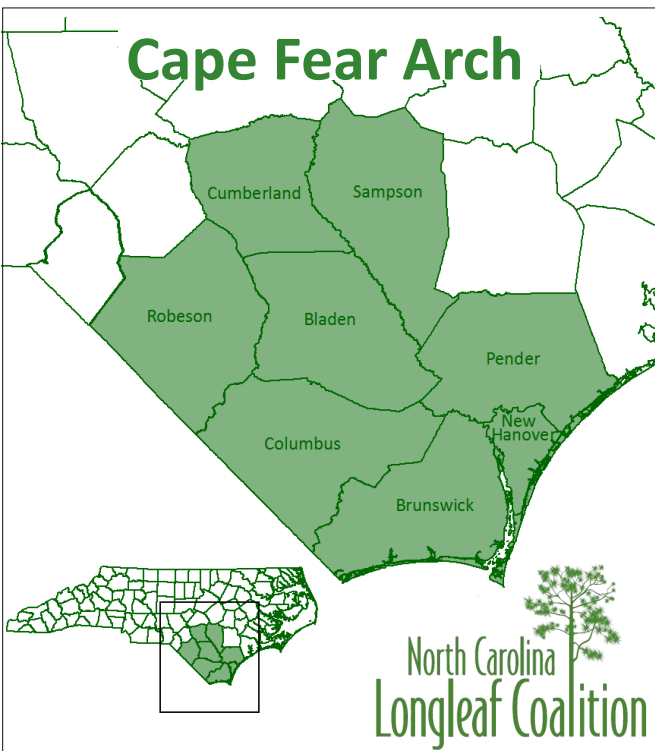 Cape Fear Arch
Cumberland
Sampson
Robeson
Bladen
Pender
New
Hanover
Columbus
Brunswick
North Carolina
Longleaf Coalition